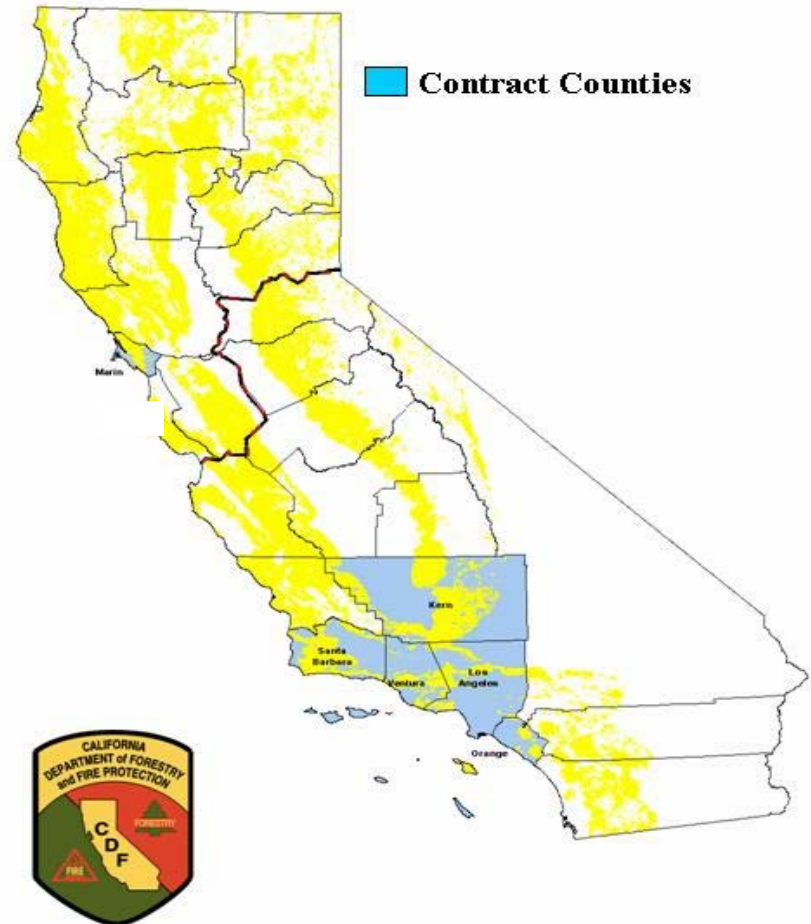 Contract Counties
Marin
Kern
Santa
Barbara
Ventura
Los
Angeles
Orange
CALIFORNIA
DEPARTMENT of FORESTRY
and FIRE PROTECTION
FORESTRY
C
D
F
FIRE